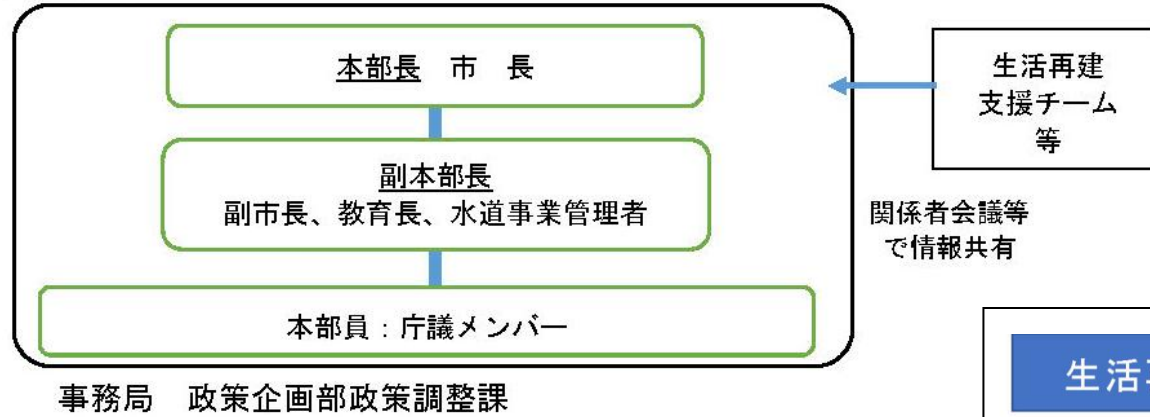 本部長　市　長
副本部長
副市長、教育長、水道事業管理者
本部員：庁議メンバー
事務局　政策企画部政策調整課
生活再建
支援チーム
等
関係者会議等
で情報共有
生活